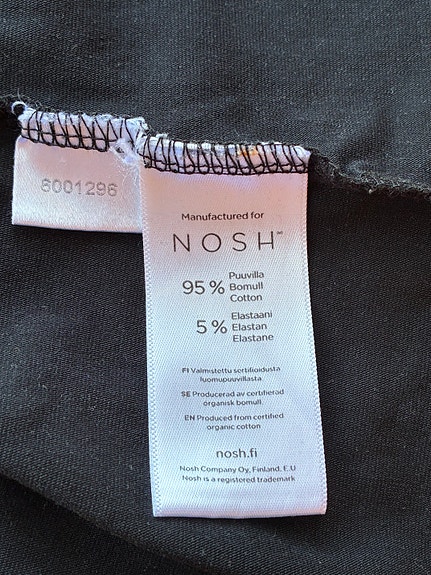 6001296
Manufactured for
NOSH™
95% Puuvilla
Bomull
Cotton
5% Elastaani
Elastan
Elastane
FI Valmistettu sertifioidusta
luomupuuvillasta.
SE Producerad av certifierad
organisk bomull.
EN Produced from certified
organic cotton
nosh.fi
Nosh Company Oy, Finland, E.U
Nosh is a registered trademark